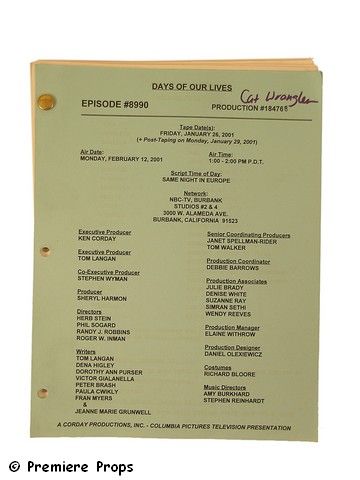 DAYS OF OUR LIVES
Cat Wrangler
EPISODE #8990
PRODUCTION #184768
Tape Date(s):
FRIDAY, JANUARY 26, 2001
(+ Post-Taping on Monday, January 29, 2001)
Air Date:
MONDAY, FEBRUARY 12, 2001
Air Time:
1:00 - 2:00 PM P.D.T.
Script Time of Day:
SAME NIGHT IN EUROPE
Network:
NBC-TV, BURBANK
STUDIOS #2 & 4
3000 W. ALAMEDA AVE.
BURBANK, CALIFORNIA 91523
Executive Producer
KEN CORDAY
Executive Producer
TOM LANGAN
Co-Executive Producer
STEPHEN WYMAN
Producer
SHERYL HARMON
Directors
HERB STEIN
PHIL SOGARD
RANDY J. ROBBINS
ROGER W. INMAN
Writers
TOM LANGAN
DENA HIGLEY
DOROTHY ANN PURSER
VICTOR GIALANELLA
PETER BRASH
PAULA CWIKLY
FRAN MYERS
&
JEANNE MARIE GRUNWELL
Senior Coordinating Producers
JANET SPELLMAN-RIDER
TOM WALKER
Production Coordinator
DEBBIE BARROWS
Production Associates
JULIE BRADY
DENISE WHITE
SUZANNE RAY
SIMRAN SETHI
WENDY REEVES
Production Manager
ELAINE WITHROW
Production Designer
DANIEL OLEXIEWICZ
Costumes
RICHARD BLOORE
Music Directors
AMY BURKHARD
STEPHEN REINHARDT
A CORDAY PRODUCTIONS, INC. - COLUMBIA PICTURES TELEVISION PRESENTATION
© Premiere Props